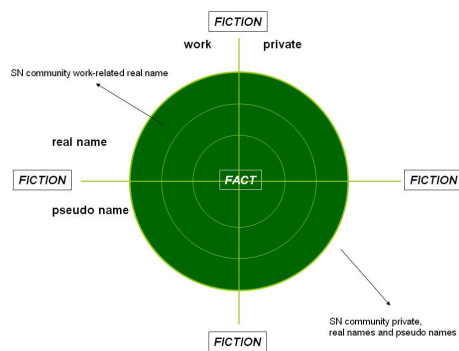 FICTION
work private
SN community work-related real name
real name
FICTION FACT FICTION
pseudo name
SN community private,
real names and pseudo names
FICTION